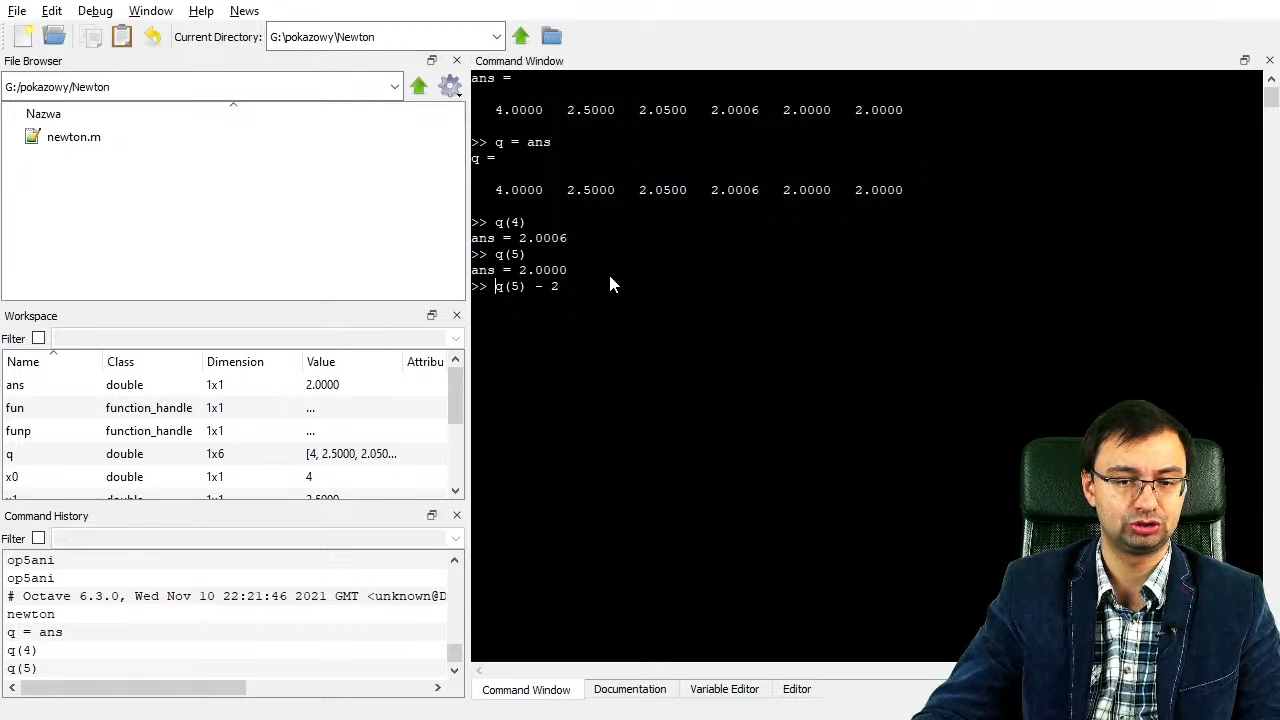 File Edit Debug Window Help News
Current Directory: G:\pokazowy\Newton
File Browser
G:/pokazowy/Newton
Nazwa
newton.m
Workspace
Filter
Name Class Dimension Value Attribu
ans double 1x1 2.0000
fun function_handle 1x1 ...
funp function_handle 1x1 ...
q double 1x6 [4, 2.5000, 2.050...
x0 double 1x1 4
Command History
Filter
op5ani
op5ani
# Octave 6.3.0, Wed Nov 10 22:21:46 2021 GMT <unknown@D
newton
q = ans
q(4)
q(5)
Command Window
ans =
4.0000 2.5000 2.0500 2.0006 2.0000 2.0000
>> q = ans
q =
4.0000 2.5000 2.0500 2.0006 2.0000 2.0000
>> q(4)
ans = 2.0006
>> q(5)
ans = 2.0000
>> q(5) - 2
Command Window Documentation Variable Editor Editor